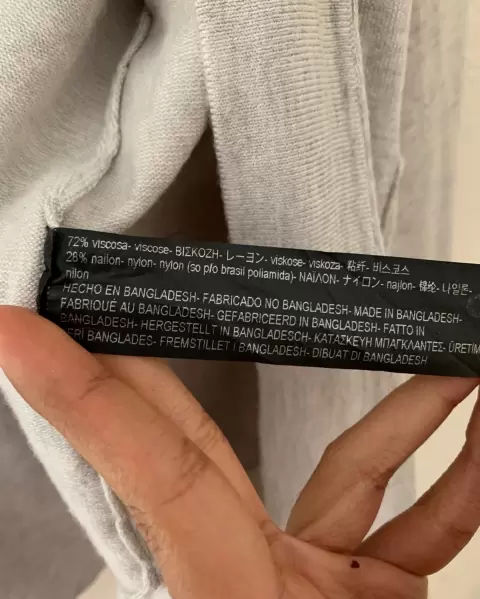 72% viscosa- viscose- ΒΙΣΚΟΖΗ- レーヨン- viskose- viskoza- 粘纤- 비스코스
28% nailon- nylon- nylon (so p/o brasil poliamida)- ΝΑΪΛΟΝ- ナイロン- najlon- 锦纶- 나일론-
nilon
HECHO EN BANGLADESH- FABRICADO NO BANGLADESH- MADE IN BANGLADESH-
FABRIQUÉ AU BANGLADESH- GEFABRICEERD IN BANGLADESH- FATTO IN
BANGLADESH- HERGESTELLT IN BANGLADESCH- ΚΑΤΑΣΚΕΥΗ ΜΠΑΓΚΛΑΝΤΕΣ- ÜRETIM
YERI BANGLADES- FREMSTILLET I BANGLADESH- DIBUAT DI BANGLADESH